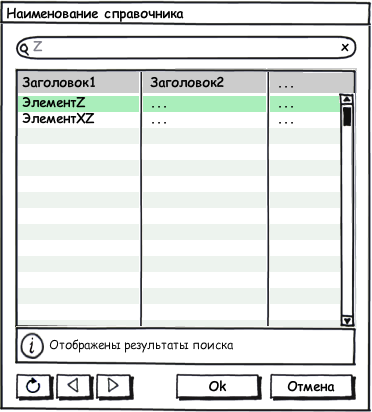 Наименование справочника
Z x
Заголовок1 Заголовок2 ...
ЭлементZ ... ...
ЭлементXZ ... ...
Отображены результаты поиска
Ok Отмена